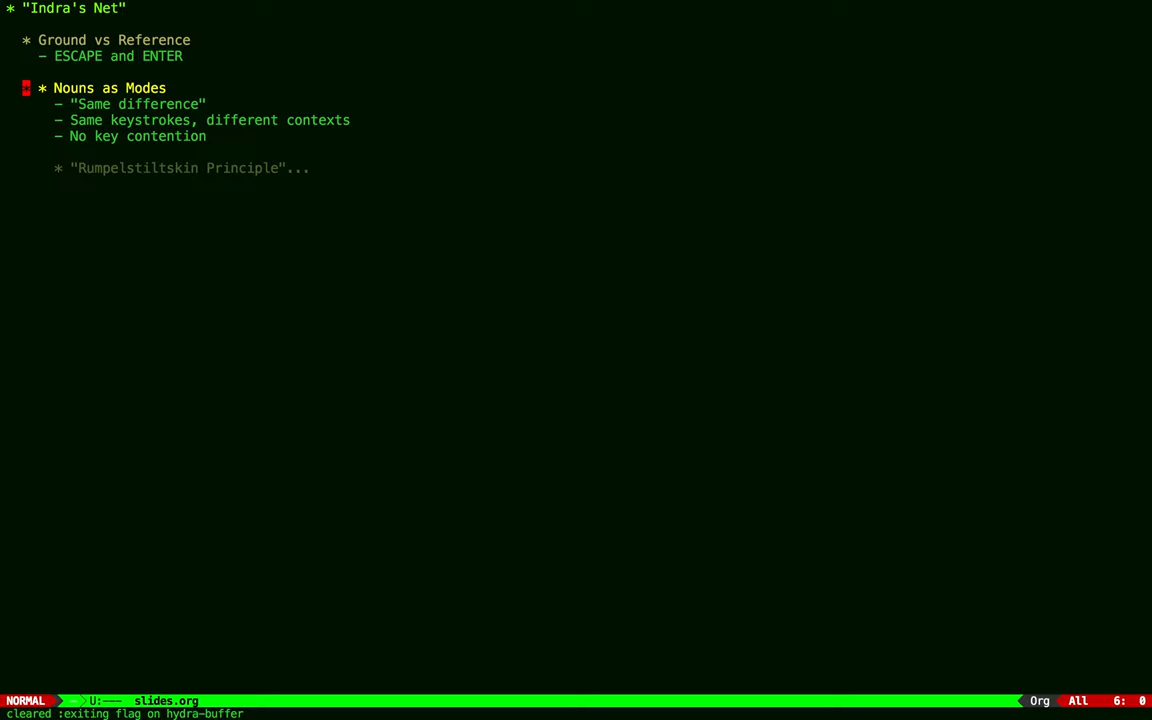 * "Indra's Net"
* Ground vs Reference
- ESCAPE and ENTER
* * Nouns as Modes
- "Same difference"
- Same keystrokes, different contexts
- No key contention
* "Rumpelstiltskin Principle"...
NORMAL - U:--- slides.org Org All 6: 0
cleared :exiting flag on hydra-buffer